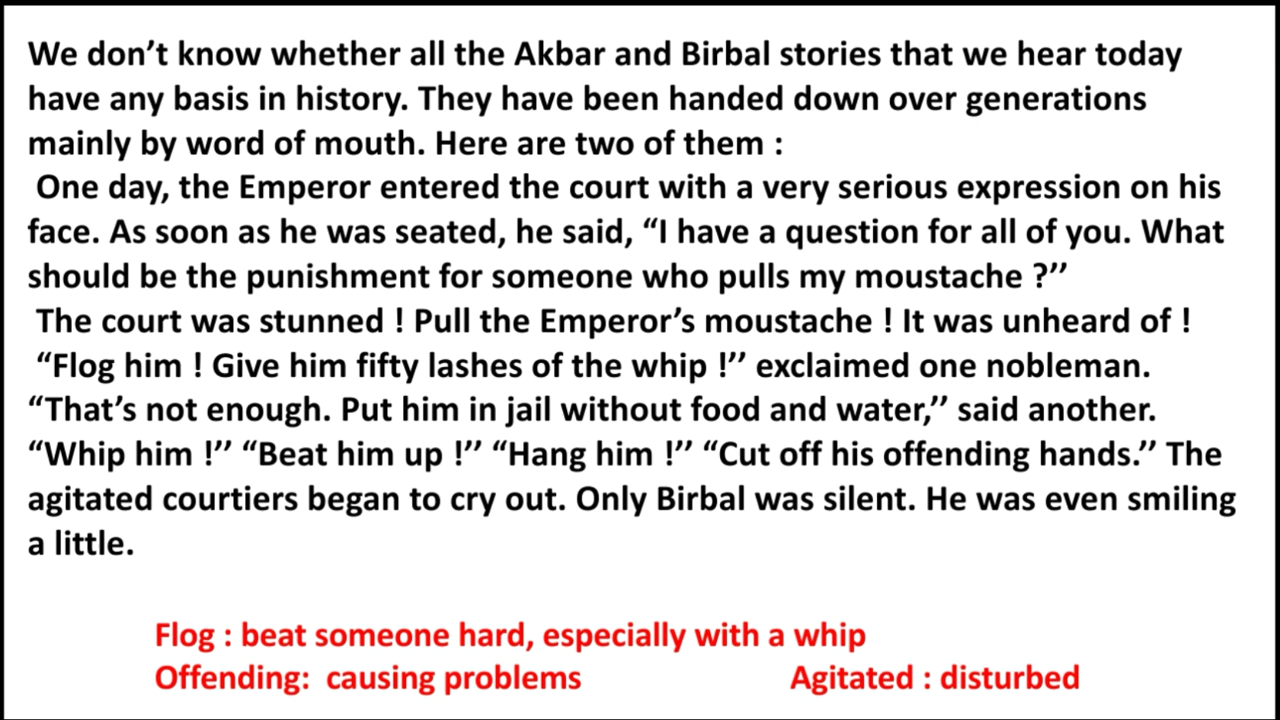 We don’t know whether all the Akbar and Birbal stories that we hear today
have any basis in history. They have been handed down over generations
mainly by word of mouth. Here are two of them :
One day, the Emperor entered the court with a very serious expression on his
face. As soon as he was seated, he said, “I have a question for all of you. What
should be the punishment for someone who pulls my moustache ?’’
The court was stunned ! Pull the Emperor’s moustache ! It was unheard of !
“Flog him ! Give him fifty lashes of the whip !’’ exclaimed one nobleman.
“That’s not enough. Put him in jail without food and water,’’ said another.
“Whip him !’’ “Beat him up !’’ “Hang him !’’ “Cut off his offending hands.’’ The
agitated courtiers began to cry out. Only Birbal was silent. He was even smiling
a little.
Flog : beat someone hard, especially with a whip
Offending: causing problems Agitated : disturbed